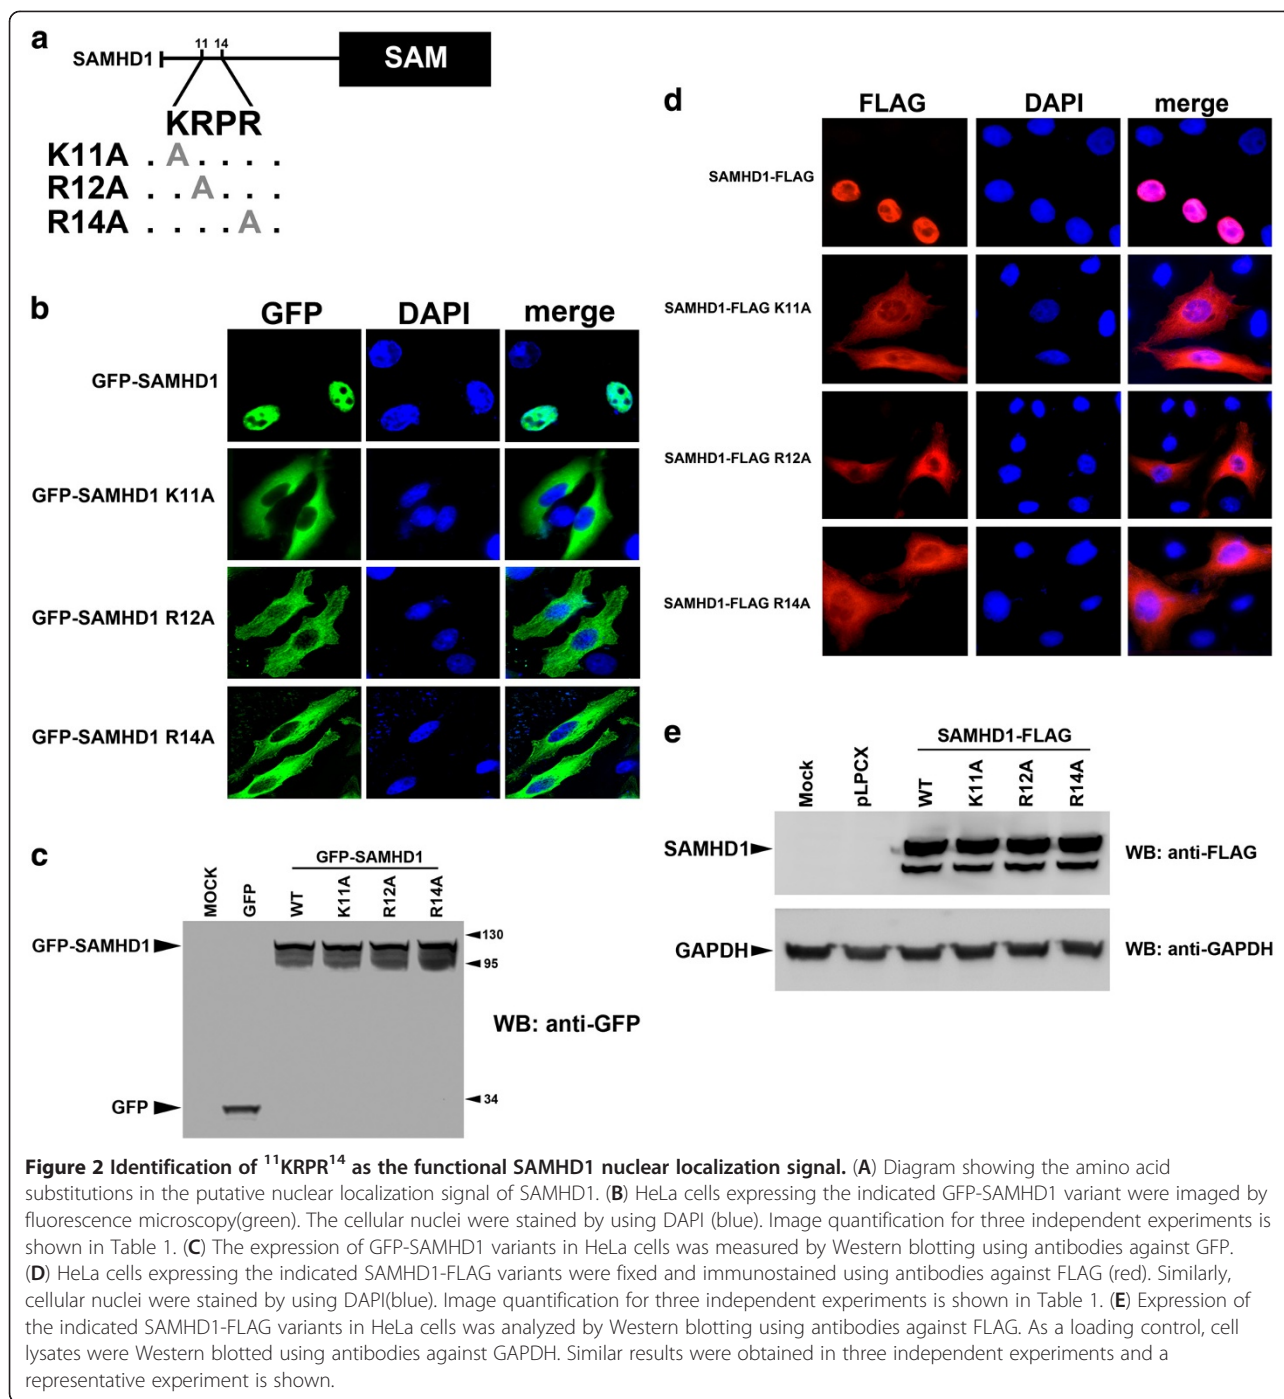 a
SAMHD1
11 14
SAM
KRPR
K11A . A . . . .
R12A . . A . . .
R14A . . . . A .
b
GFP DAPI merge
GFP-SAMHD1
GFP-SAMHD1 K11A
GFP-SAMHD1 R12A
GFP-SAMHD1 R14A
c
GFP-SAMHD1
MOCK GFP WT K11A R12A R14A
GFP-SAMHD1
130
95
WB: anti-GFP
GFP
34
d
FLAG DAPI merge
SAMHD1-FLAG
SAMHD1-FLAG K11A
SAMHD1-FLAG R12A
SAMHD1-FLAG R14A
e
SAMHD1-FLAG
Mock pLPCX WT K11A R12A R14A
SAMHD1
WB: anti-FLAG
GAPDH
WB: anti-GAPDH
Figure 2 Identification of ¹¹KRPR¹⁴ as the functional SAMHD1 nuclear localization signal. (A) Diagram showing the amino acid
substitutions in the putative nuclear localization signal of SAMHD1. (B) HeLa cells expressing the indicated GFP-SAMHD1 variant were imaged by
fluorescence microscopy(green). The cellular nuclei were stained by using DAPI (blue). Image quantification for three independent experiments is
shown in Table 1. (C) The expression of GFP-SAMHD1 variants in HeLa cells was measured by Western blotting using antibodies against GFP.
(D) HeLa cells expressing the indicated SAMHD1-FLAG variants were fixed and immunostained using antibodies against FLAG (red). Similarly,
cellular nuclei were stained by using DAPI(blue). Image quantification for three independent experiments is shown in Table 1. (E) Expression of
the indicated SAMHD1-FLAG variants in HeLa cells was analyzed by Western blotting using antibodies against FLAG. As a loading control, cell
lysates were Western blotted using antibodies against GAPDH. Similar results were obtained in three independent experiments and a
representative experiment is shown.